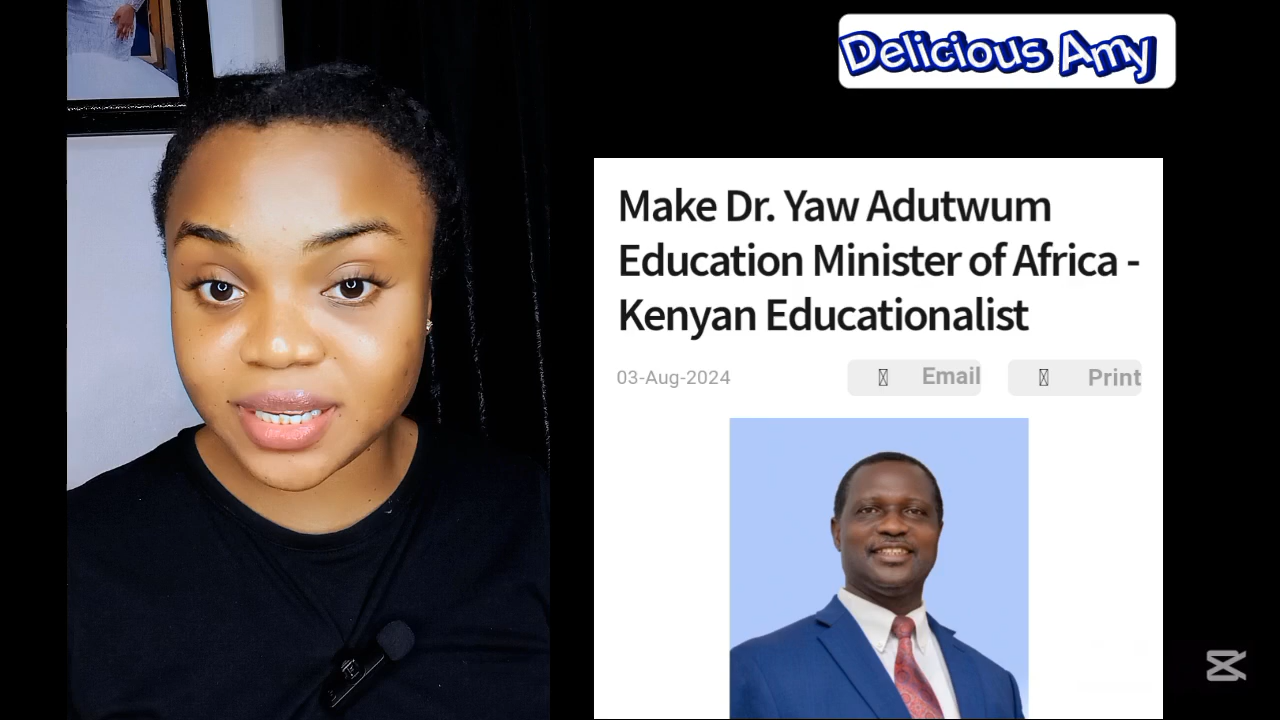 Delicious Amy
Make Dr. Yaw Adutwum
Education Minister of Africa -
Kenyan Educationalist
03-Aug-2024
Email
Print